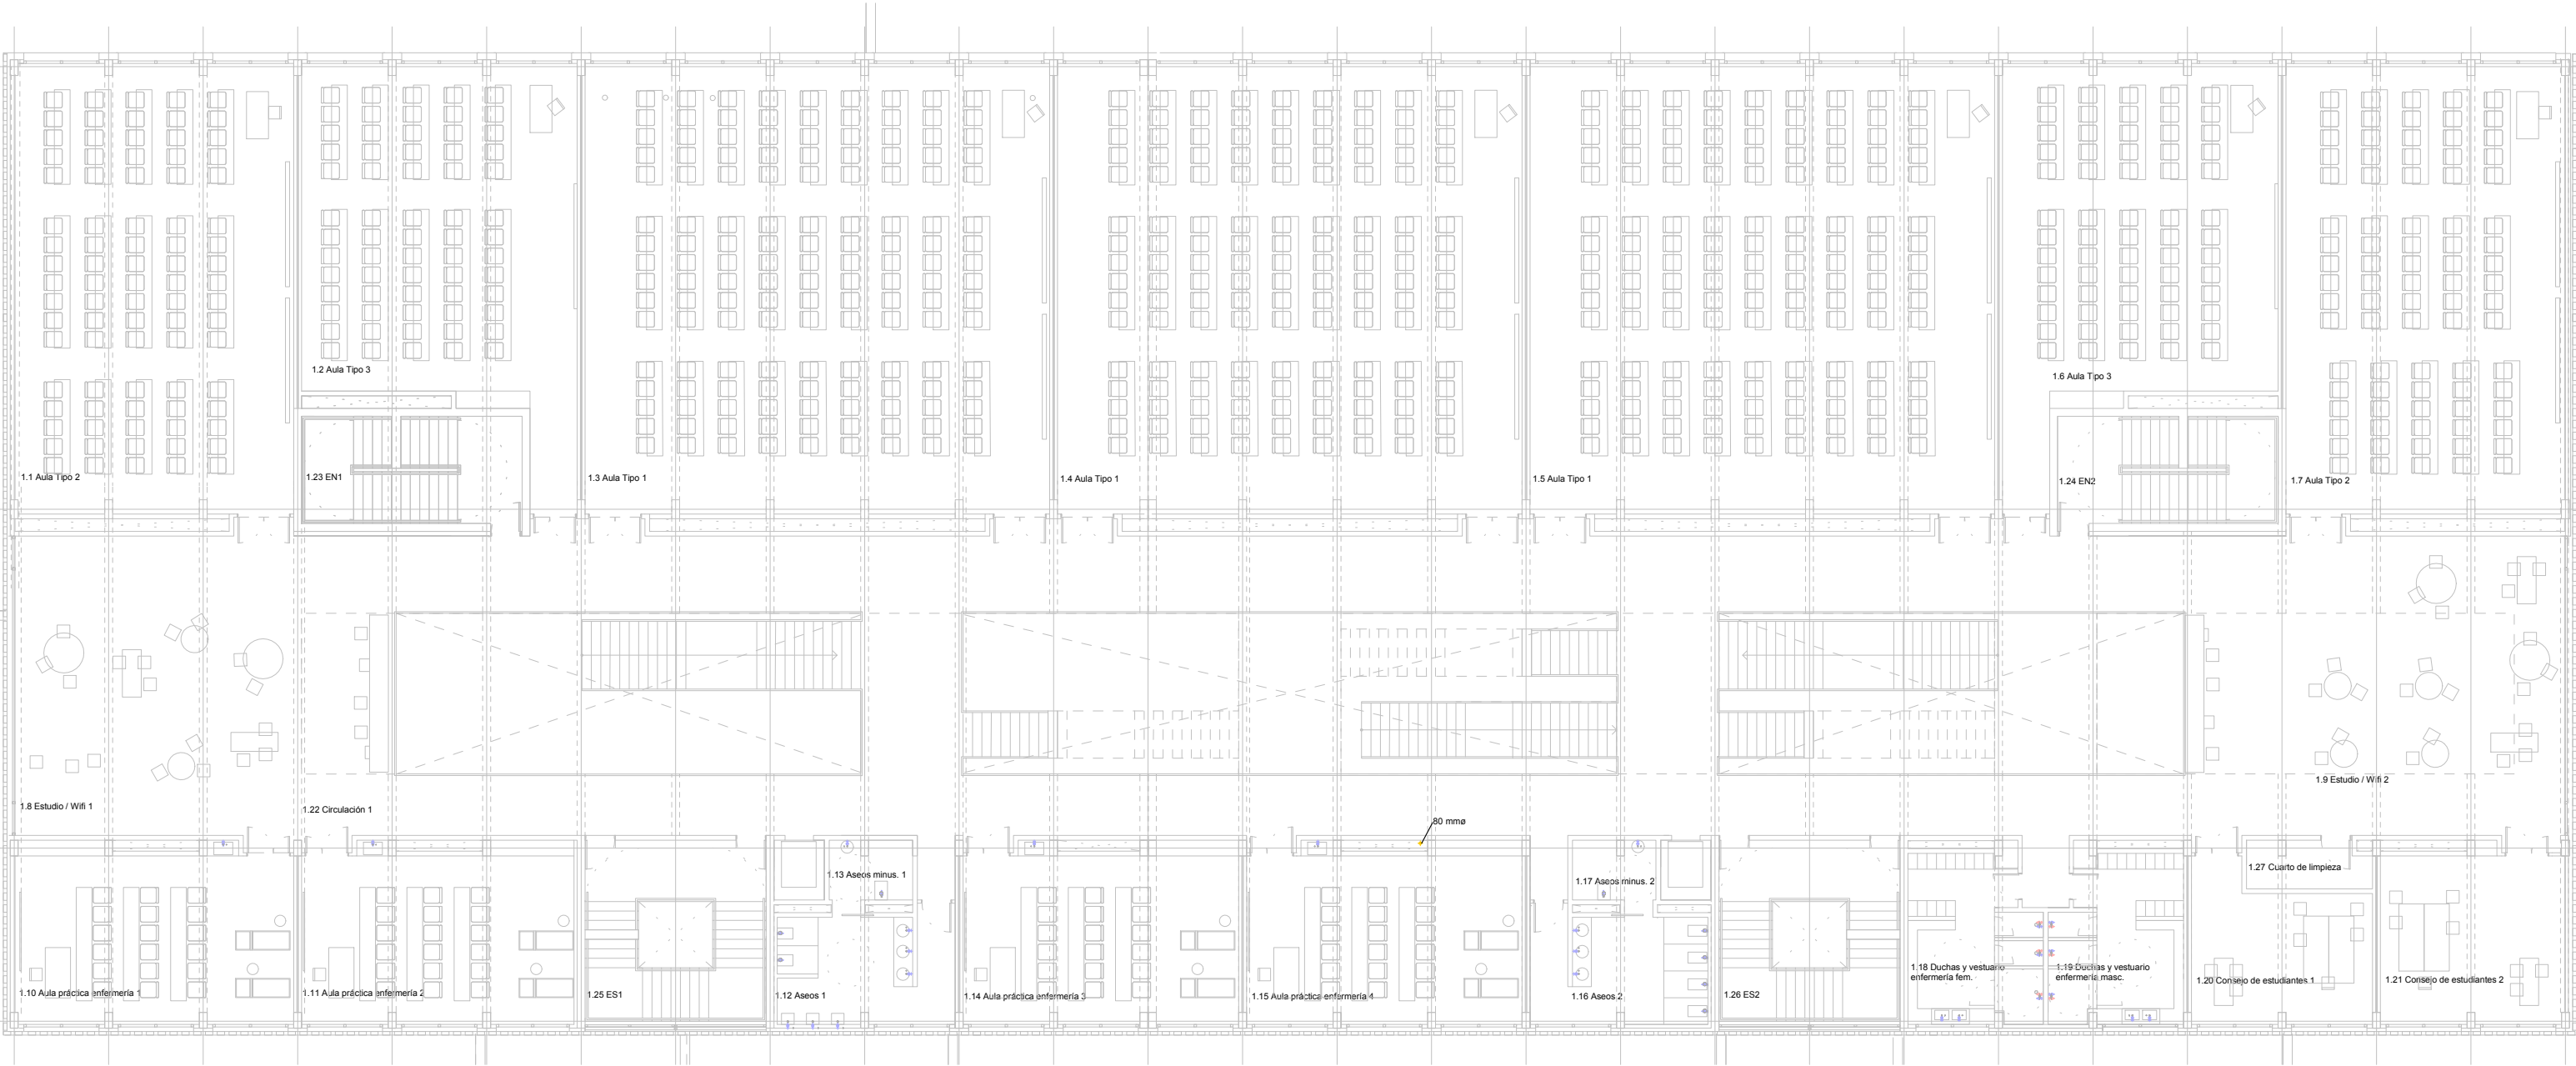 1.2 Aula Tipo 3
1.6 Aula Tipo 3
1.1 Aula Tipo 2
1.23 EN1
1.3 Aula Tipo 1
1.4 Aula Tipo 1
1.5 Aula Tipo 1
1.24 EN2
1.7 Aula Tipo 2
1.8 Estudio / Wifi 1
1.22 Circulación 1
1.9 Estudio / Wifi 2
80 mmø
1.13 Aseos minus. 1
1.17 Aseos minus. 2
1.27 Cuarto de limpieza
1.10 Aula práctica enfermería 1
1.11 Aula práctica enfermería 2
1.25 ES1
1.12 Aseos 1
1.14 Aula práctica enfermería 3
1.15 Aula práctica enfermería 4
1.16 Aseos 2
1.26 ES2
1.18 Duchas y vestuario
enfermería fem.
1.19 Duchas y vestuario
enfermería masc.
1.20 Consejo de estudiantes 1
1.21 Consejo de estudiantes 2